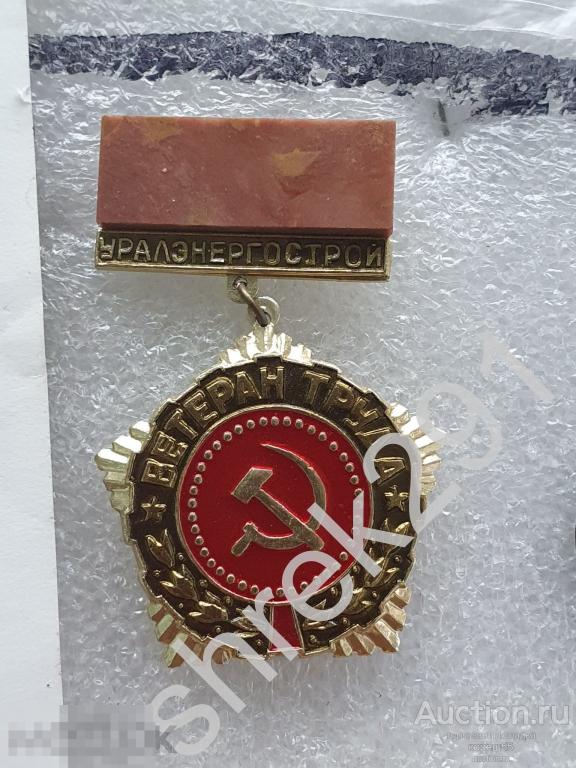 УРАЛЭНЕРГОСТРОЙ
ВЕТЕРАН ТРУДА
shrek291
Auction.ru